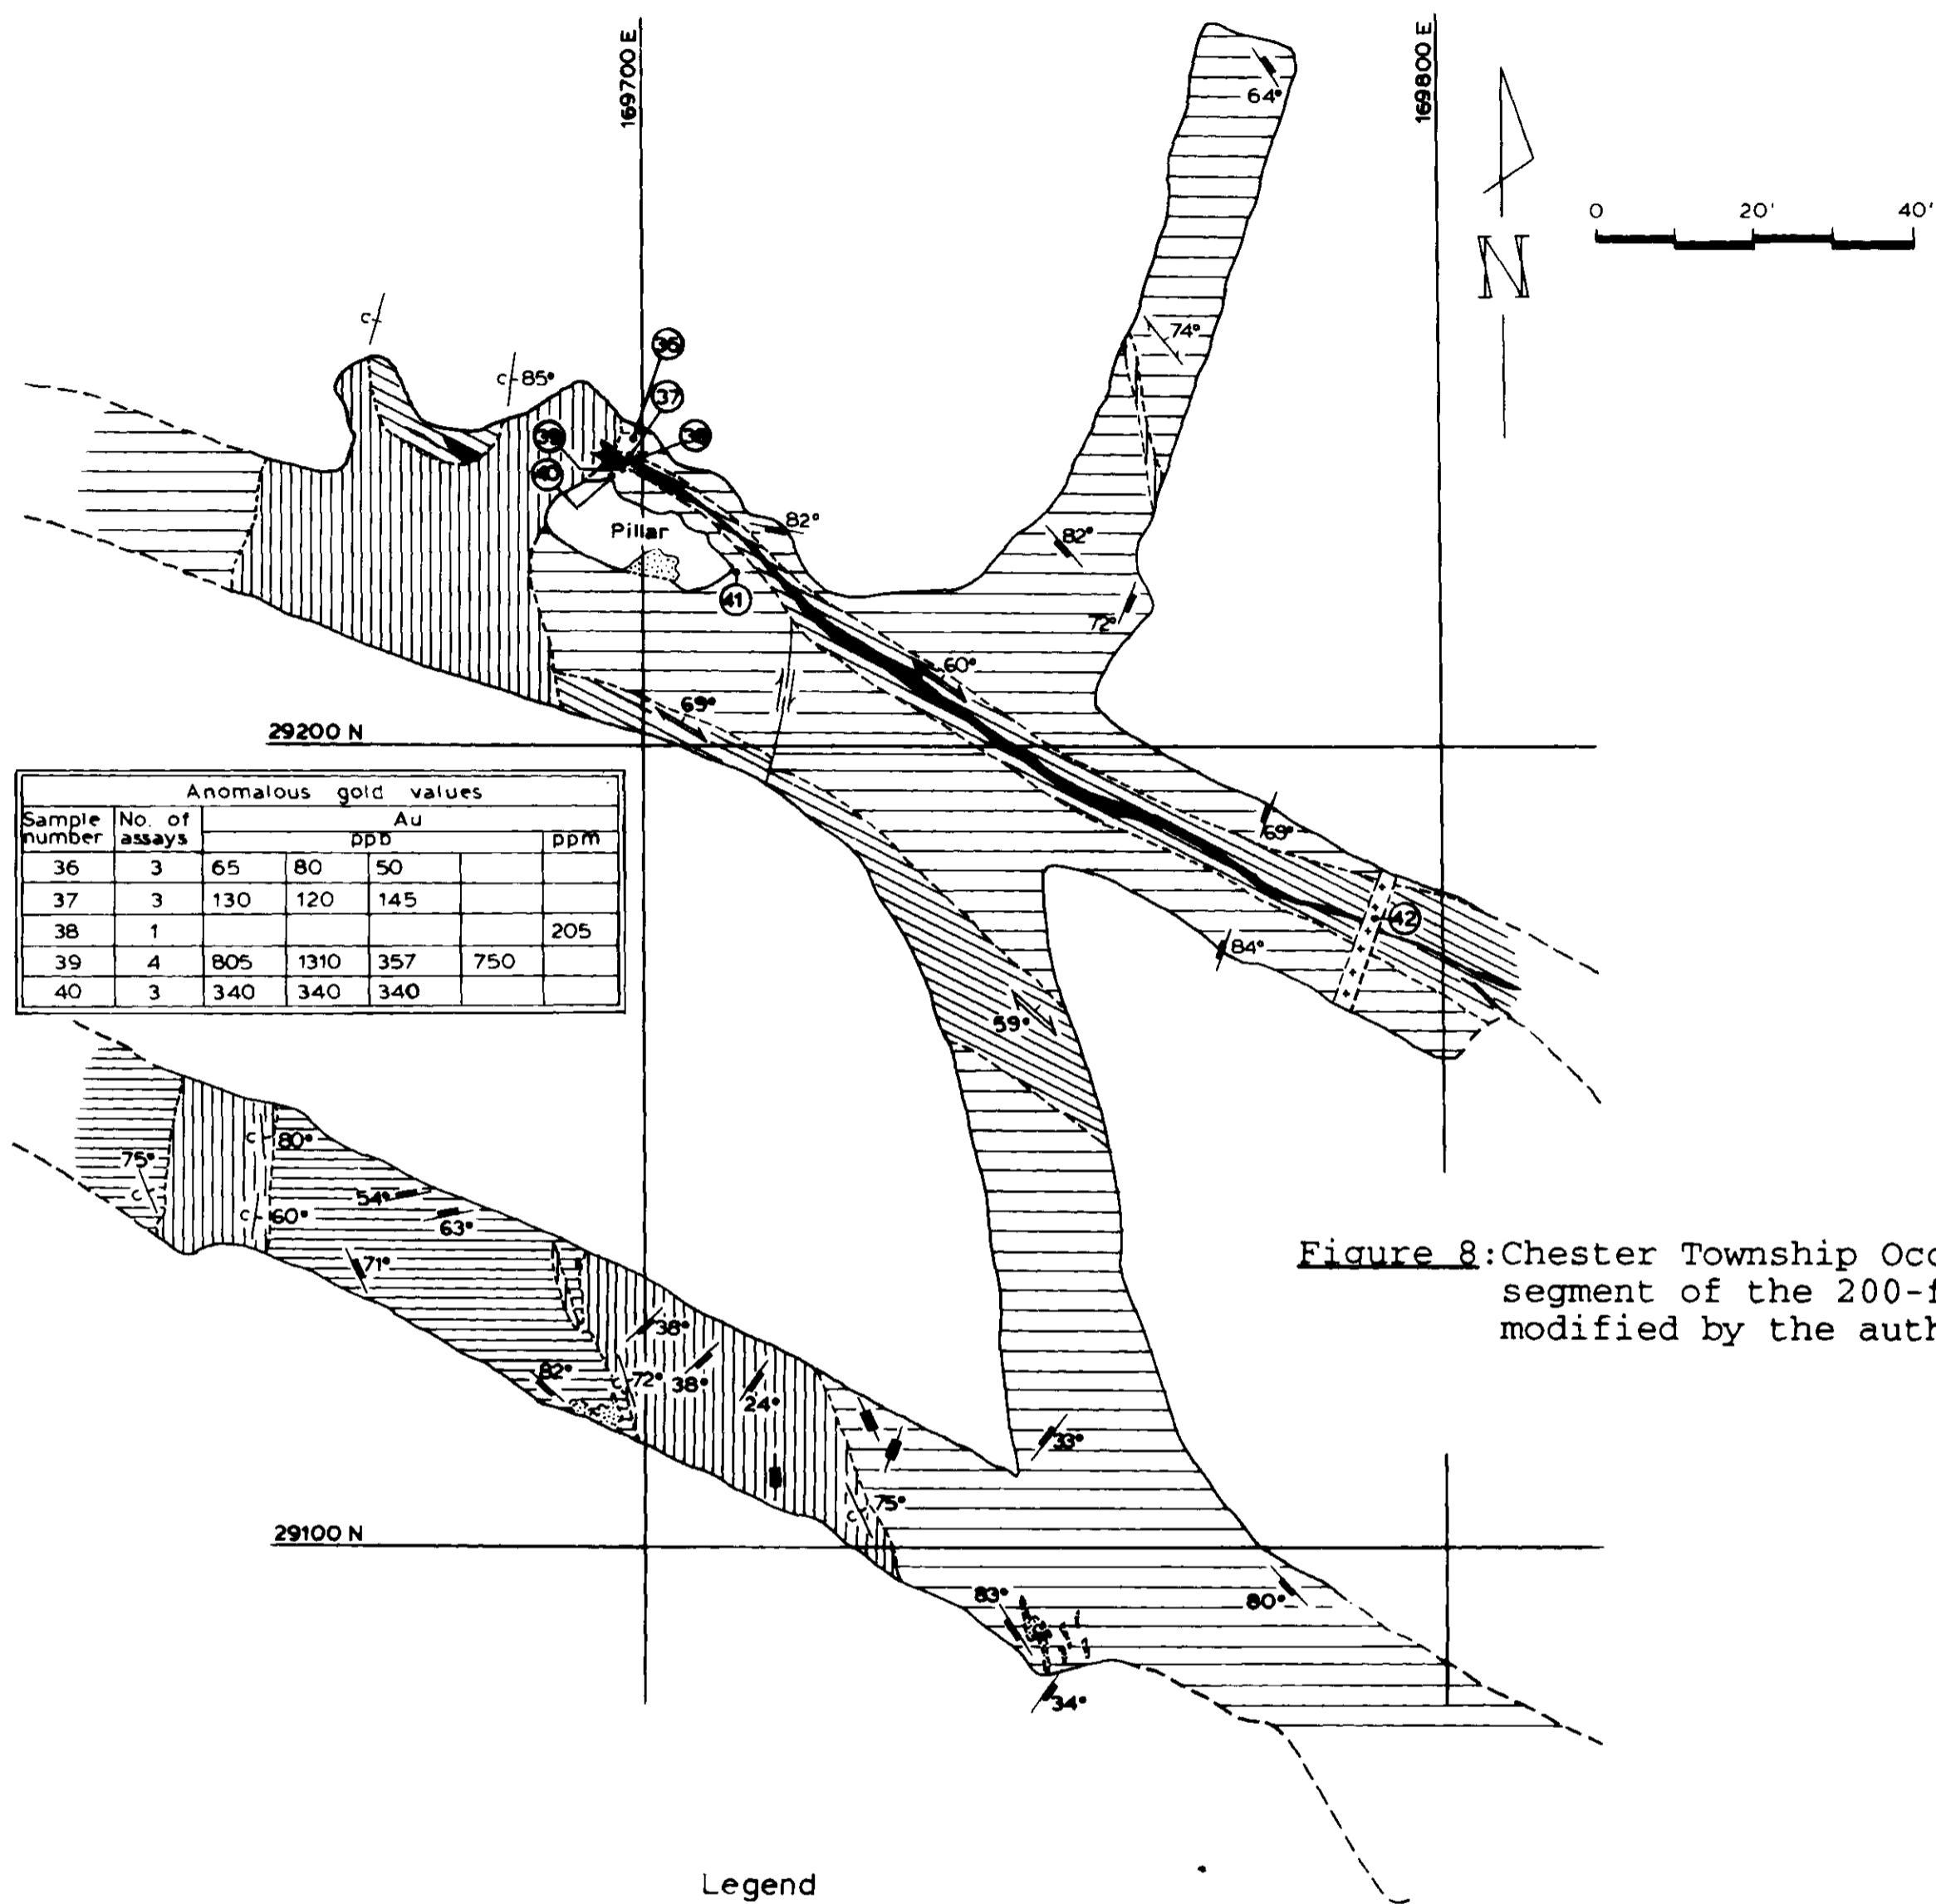 169700 E
169800 E
64°
0 20' 40'
N
74°
c
c 85°
36
37
38
39
40
82°
Pillar
41
82°
72°
60°
69°
29200 N
69°
42
84°
59°
Anomalous gold values
Sample number No. of assays Au
ppb ppm
36 3 65 80 50
37 3 130 120 145
38 1 205
39 4 805 1310 357 750
40 3 340 340 340
c 80°
75°
c
c 60°
54°
63°
71°
38°
82°
c 72° 38°
24°
33°
75°
c
29100 N
83°
80°
34°
Figure 8:Chester Township Occ
segment of the 200-f
modified by the auth
Legend